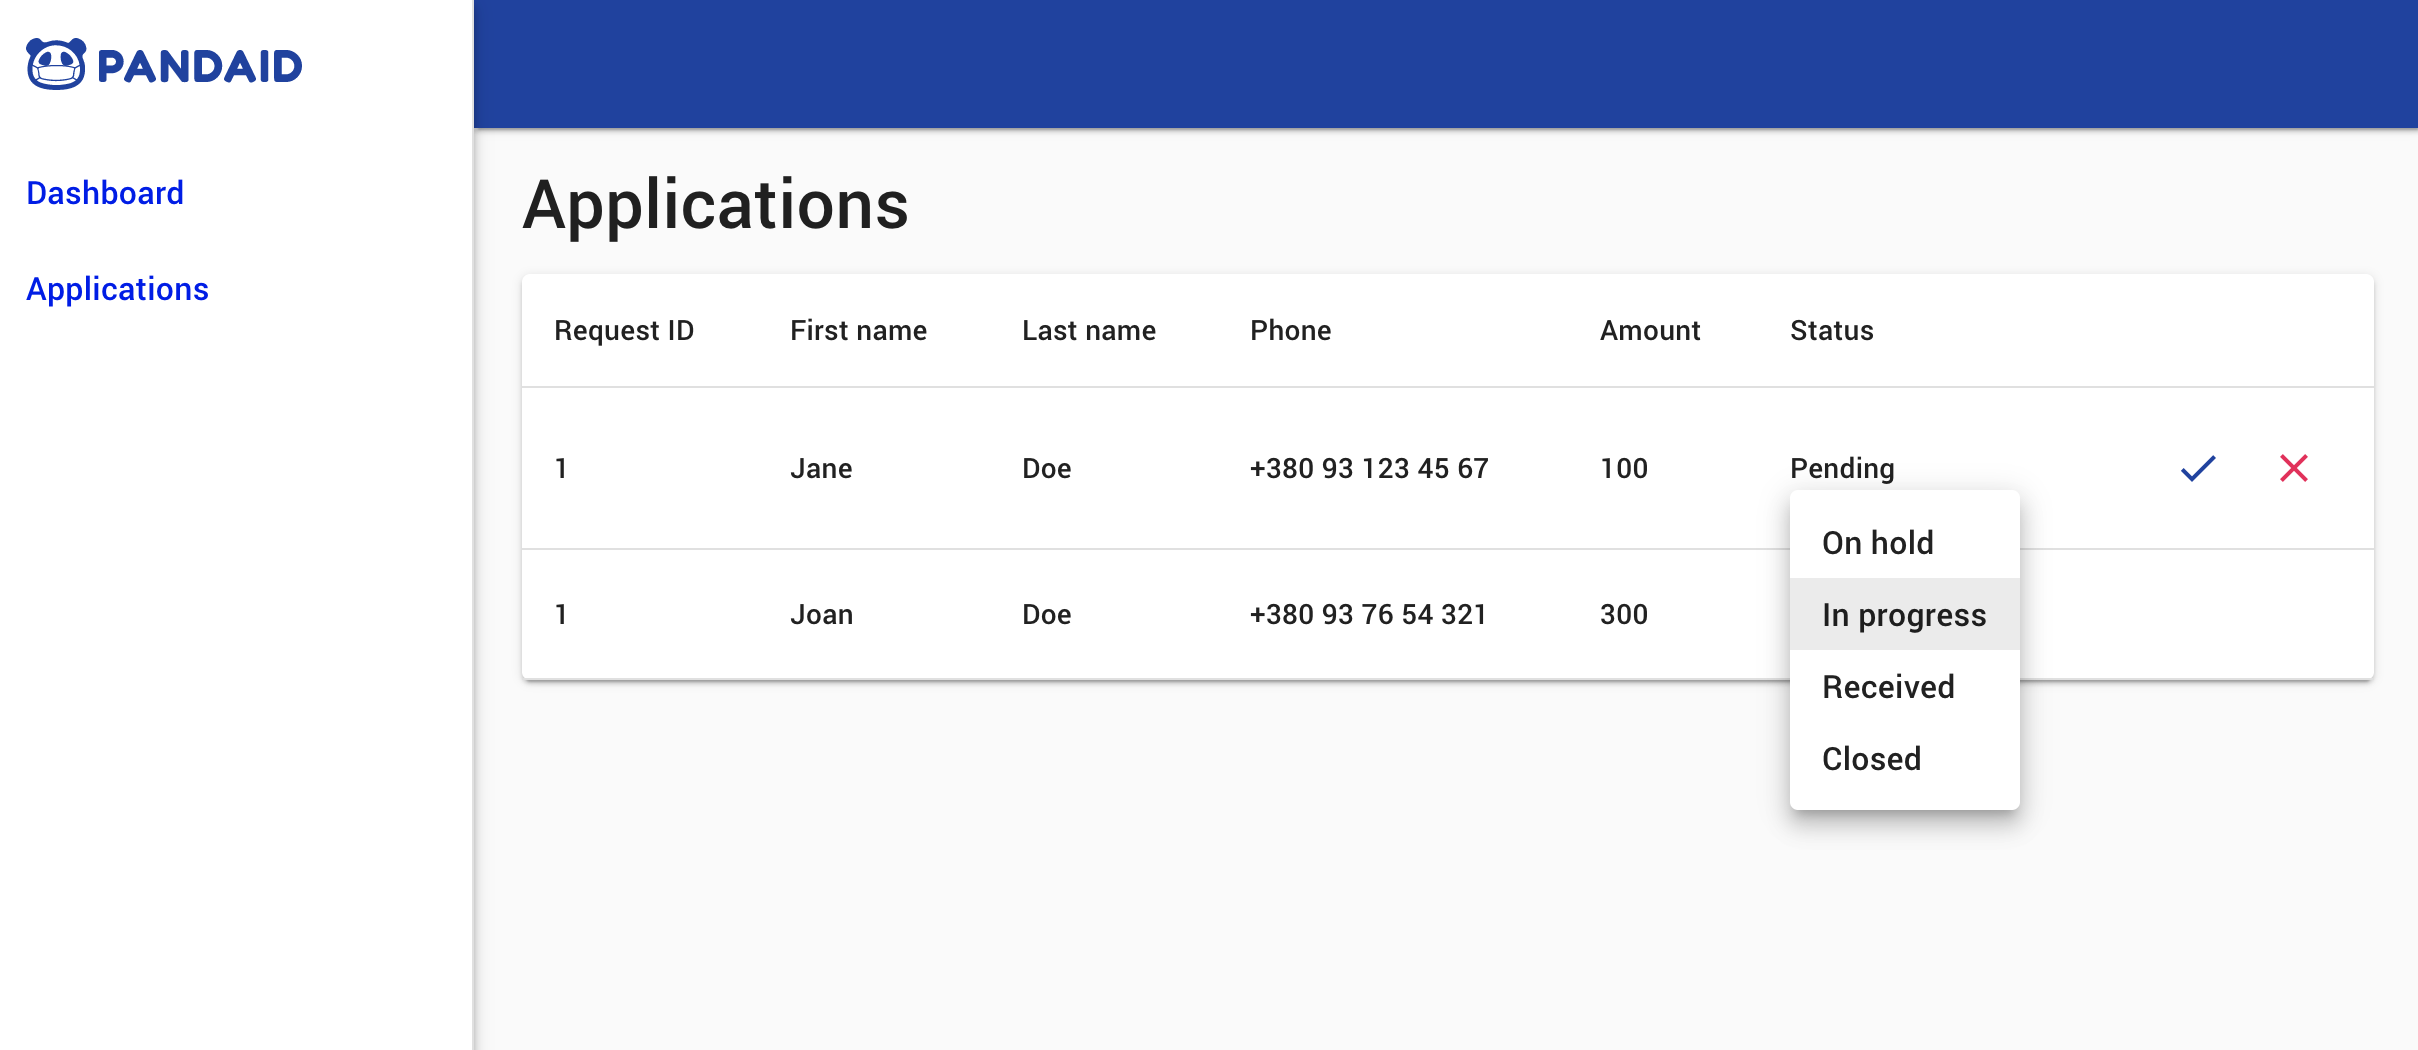 PANDAID
Dashboard
Applications
Applications
Request ID First name Last name Phone Amount Status
1 Jane Doe +380 93 123 45 67 100 Pending
1 Joan Doe +380 93 76 54 321 300
On hold
In progress
Received
Closed